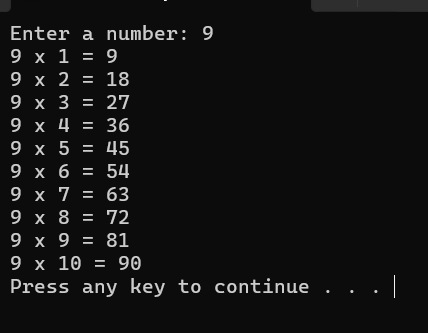 Enter a number: 9
9 x 1 = 9
9 x 2 = 18
9 x 3 = 27
9 x 4 = 36
9 x 5 = 45
9 x 6 = 54
9 x 7 = 63
9 x 8 = 72
9 x 9 = 81
9 x 10 = 90
Press any key to continue . . .